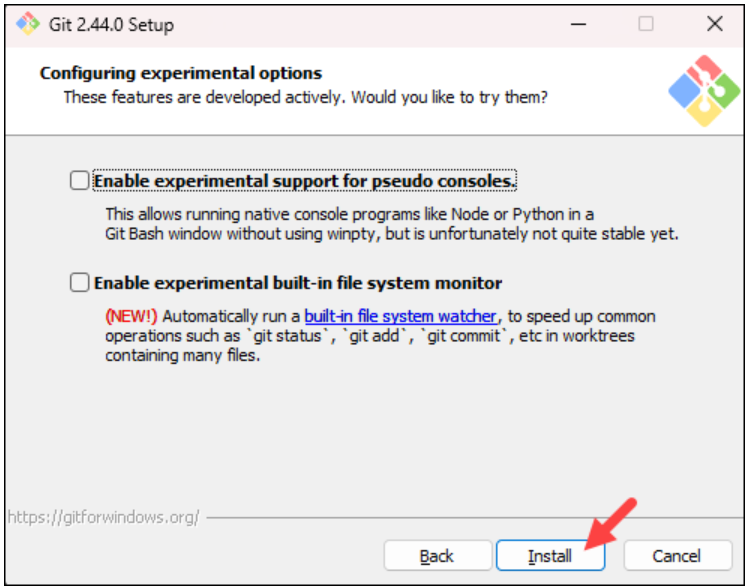 Git 2.44.0 Setup
Configuring experimental options
These features are developed actively. Would you like to try them?
Enable experimental support for pseudo consoles.
This allows running native console programs like Node or Python in a
Git Bash window without using winpty, but is unfortunately not quite stable yet.
Enable experimental built-in file system monitor
(NEW!) Automatically run a built-in file system watcher, to speed up common
operations such as `git status`, `git add`, `git commit`, etc in worktrees
containing many files.
https://gitforwindows.org/
Back Install Cancel